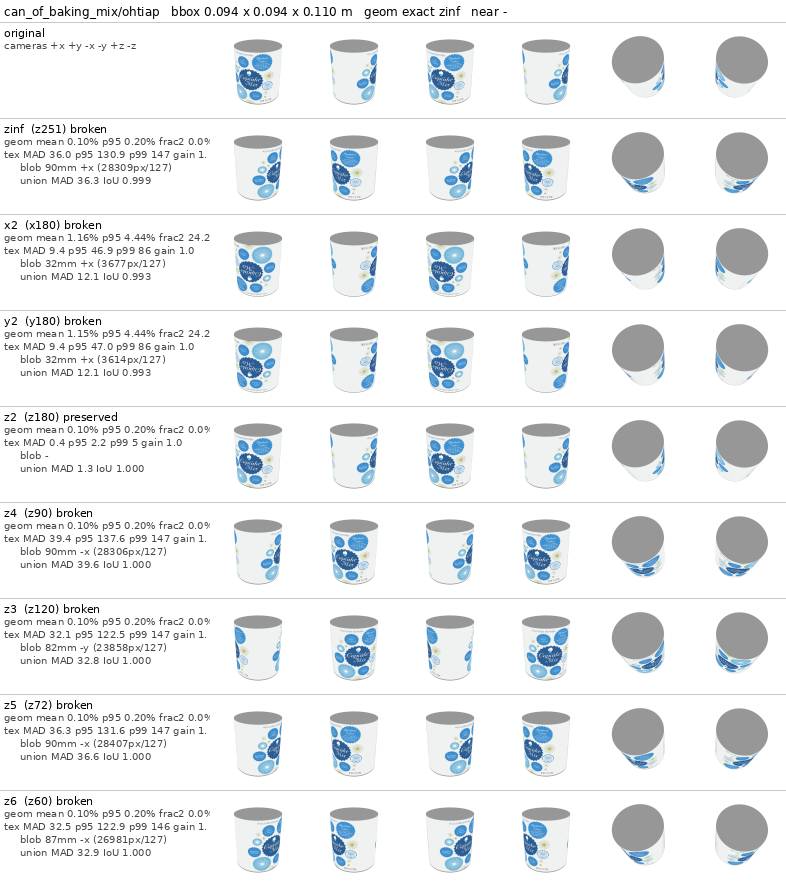 can_of_baking_mix/ohtiap bbox 0.094 x 0.094 x 0.110 m geom exact zinf near -
original
cameras +x +y -x -y +z -z
zinf (z251) broken
geom mean 0.10% p95 0.20% frac2 0.0%
tex MAD 36.0 p95 130.9 p99 147 gain 1.
blob 90mm +x (28309px/127)
union MAD 36.3 IoU 0.999
x2 (x180) broken
geom mean 1.16% p95 4.44% frac2 24.2
tex MAD 9.4 p95 46.9 p99 86 gain 1.0
blob 32mm +x (3677px/127)
union MAD 12.1 IoU 0.993
y2 (y180) broken
geom mean 1.15% p95 4.44% frac2 24.2
tex MAD 9.4 p95 47.0 p99 86 gain 1.0
blob 32mm +x (3614px/127)
union MAD 12.1 IoU 0.993
z2 (z180) preserved
geom mean 0.10% p95 0.20% frac2 0.0%
tex MAD 0.4 p95 2.2 p99 5 gain 1.0
blob -
union MAD 1.3 IoU 1.000
z4 (z90) broken
geom mean 0.10% p95 0.20% frac2 0.0%
tex MAD 39.4 p95 137.6 p99 147 gain 1.
blob 90mm -x (28306px/127)
union MAD 39.6 IoU 1.000
z3 (z120) broken
geom mean 0.10% p95 0.20% frac2 0.0%
tex MAD 32.1 p95 122.5 p99 147 gain 1.
blob 82mm -y (23858px/127)
union MAD 32.8 IoU 1.000
z5 (z72) broken
geom mean 0.10% p95 0.20% frac2 0.0%
tex MAD 36.3 p95 131.6 p99 147 gain 1.
blob 90mm -x (28407px/127)
union MAD 36.6 IoU 1.000
z6 (z60) broken
geom mean 0.10% p95 0.20% frac2 0.0%
tex MAD 32.5 p95 122.9 p99 146 gain 1.
blob 87mm -x (26981px/127)
union MAD 32.9 IoU 1.000